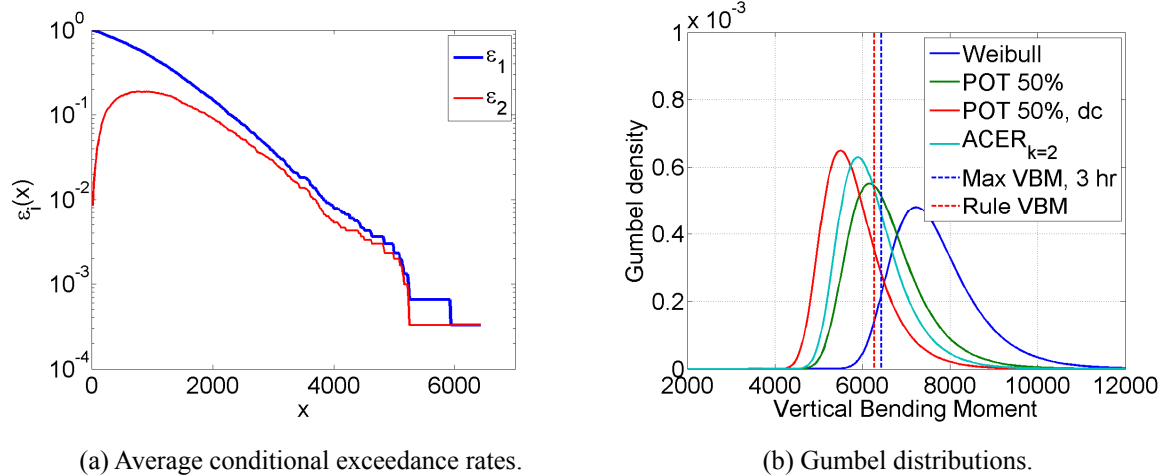 10^0
10^-1
10^-2
10^-3
10^-4
ε_i(x)
0 2000 4000 6000
x
ε_1
ε_2
(a) Average conditional exceedance rates.
x 10^-3
1
0.8
0.6
0.4
0.2
0
Gumbel density
2000 4000 6000 8000 10000 12000
Vertical Bending Moment
Weibull
POT 50%
POT 50%, dc
ACER_k=2
Max VBM, 3 hr
Rule VBM
(b) Gumbel distributions.